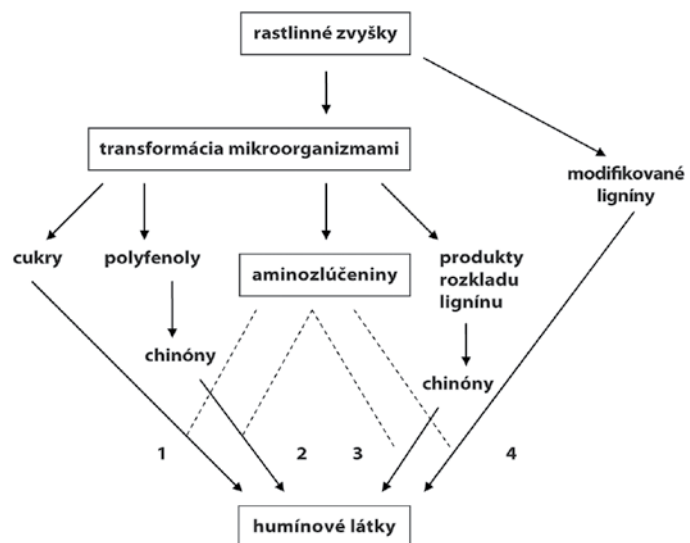 rastlinné zvyšky
transformácia mikroorganizmami
modifikované
ligníny
cukry
polyfenoly
aminozlúčeniny
produkty
rozkladu
lignínu
chinóny
chinóny
1
2
3
4
humínové látky